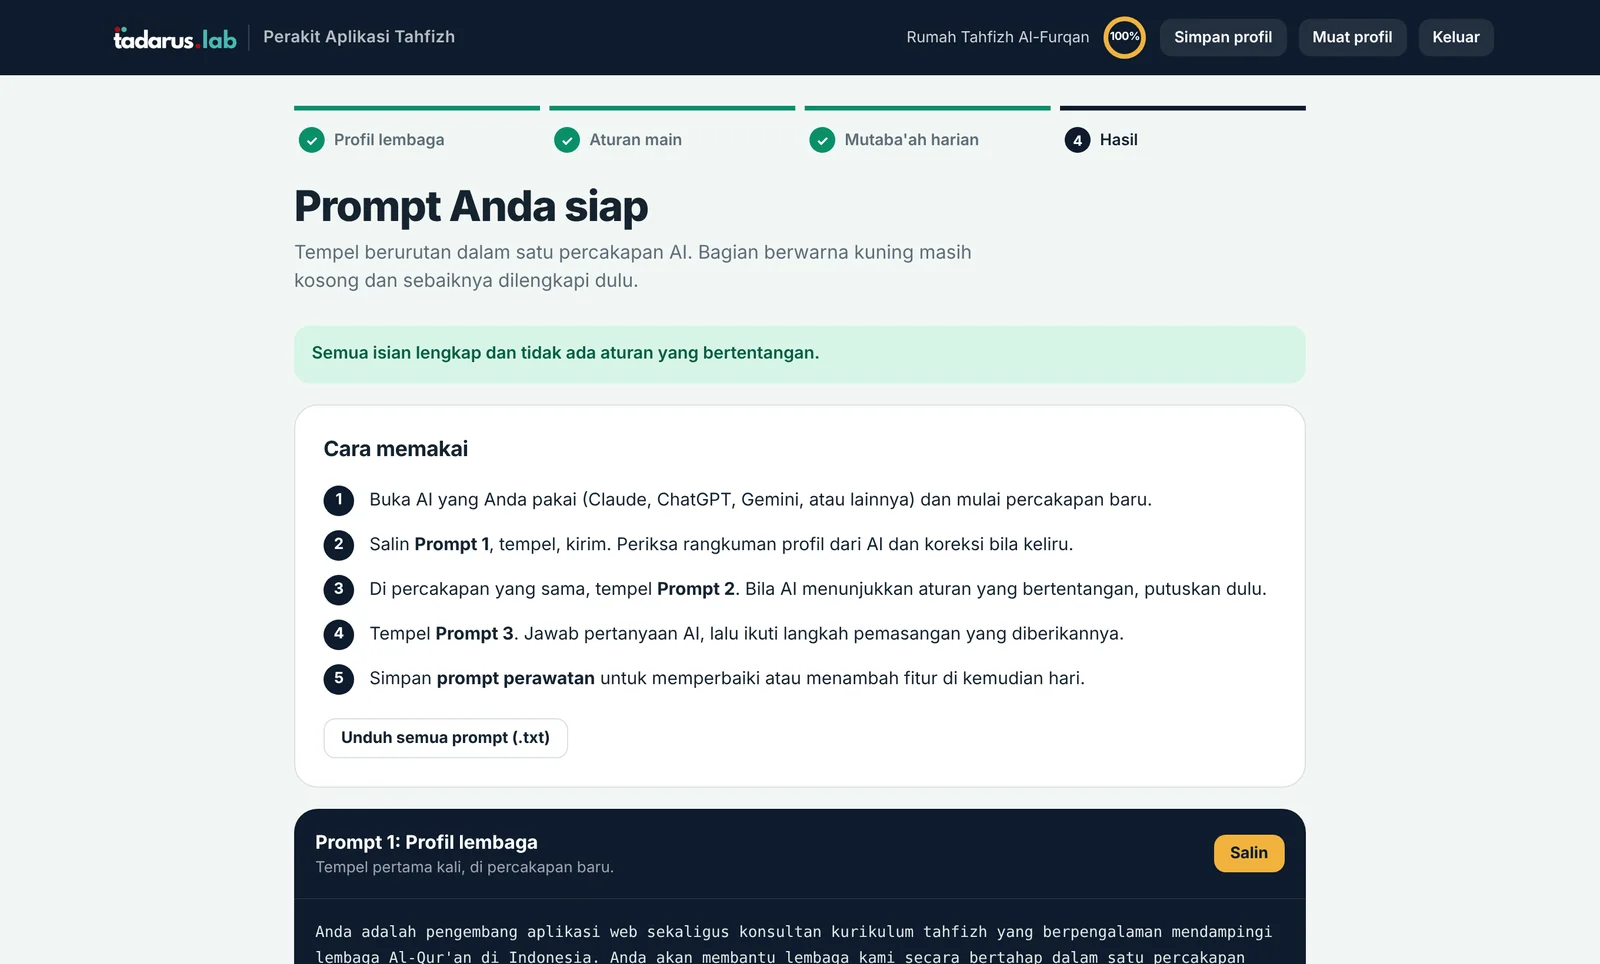 tadarus.lab
Perakit Aplikasi Tahfizh
Rumah Tahfizh Al-Furqan
100%
Simpan profil
Muat profil
Keluar
Profil lembaga
Aturan main
Mutaba'ah harian
4 Hasil
Prompt Anda siap
Tempel berurutan dalam satu percakapan AI. Bagian berwarna kuning masih
kosong dan sebaiknya dilengkapi dulu.
Semua isian lengkap dan tidak ada aturan yang bertentangan.
Cara memakai
1 Buka AI yang Anda pakai (Claude, ChatGPT, Gemini, atau lainnya) dan mulai percakapan baru.
2 Salin Prompt 1, tempel, kirim. Periksa rangkuman profil dari AI dan koreksi bila keliru.
3 Di percakapan yang sama, tempel Prompt 2. Bila AI menunjukkan aturan yang bertentangan, putuskan dulu.
4 Tempel Prompt 3. Jawab pertanyaan AI, lalu ikuti langkah pemasangan yang diberikannya.
5 Simpan prompt perawatan untuk memperbaiki atau menambah fitur di kemudian hari.
Unduh semua prompt (.txt)
Prompt 1: Profil lembaga
Tempel pertama kali, di percakapan baru.
Salin
Anda adalah pengembang aplikasi web sekaligus konsultan kurikulum tahfizh yang berpengalaman mendampingi
lembaga Al-Qur'an di Indonesia. Anda akan membantu lembaga kami secara bertahap dalam satu percakapan